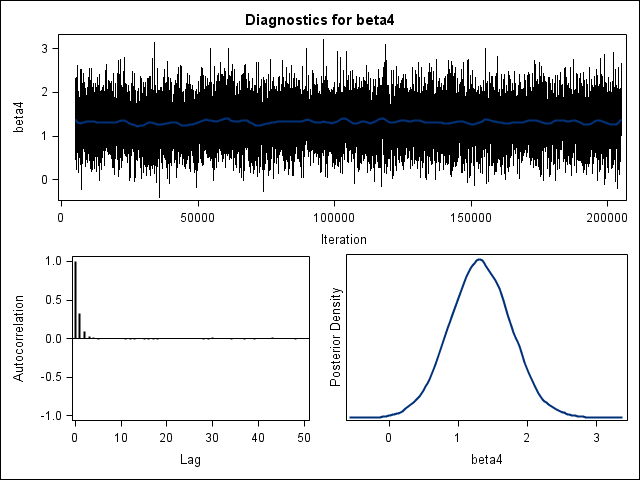 Diagnostics for beta4
3
2
1
0
beta4
0 50000 100000 150000 200000
Iteration
1.0
0.5
0.0
-0.5
-1.0
Autocorrelation
0 10 20 30 40 50
Lag
Posterior Density
0 1 2 3
beta4